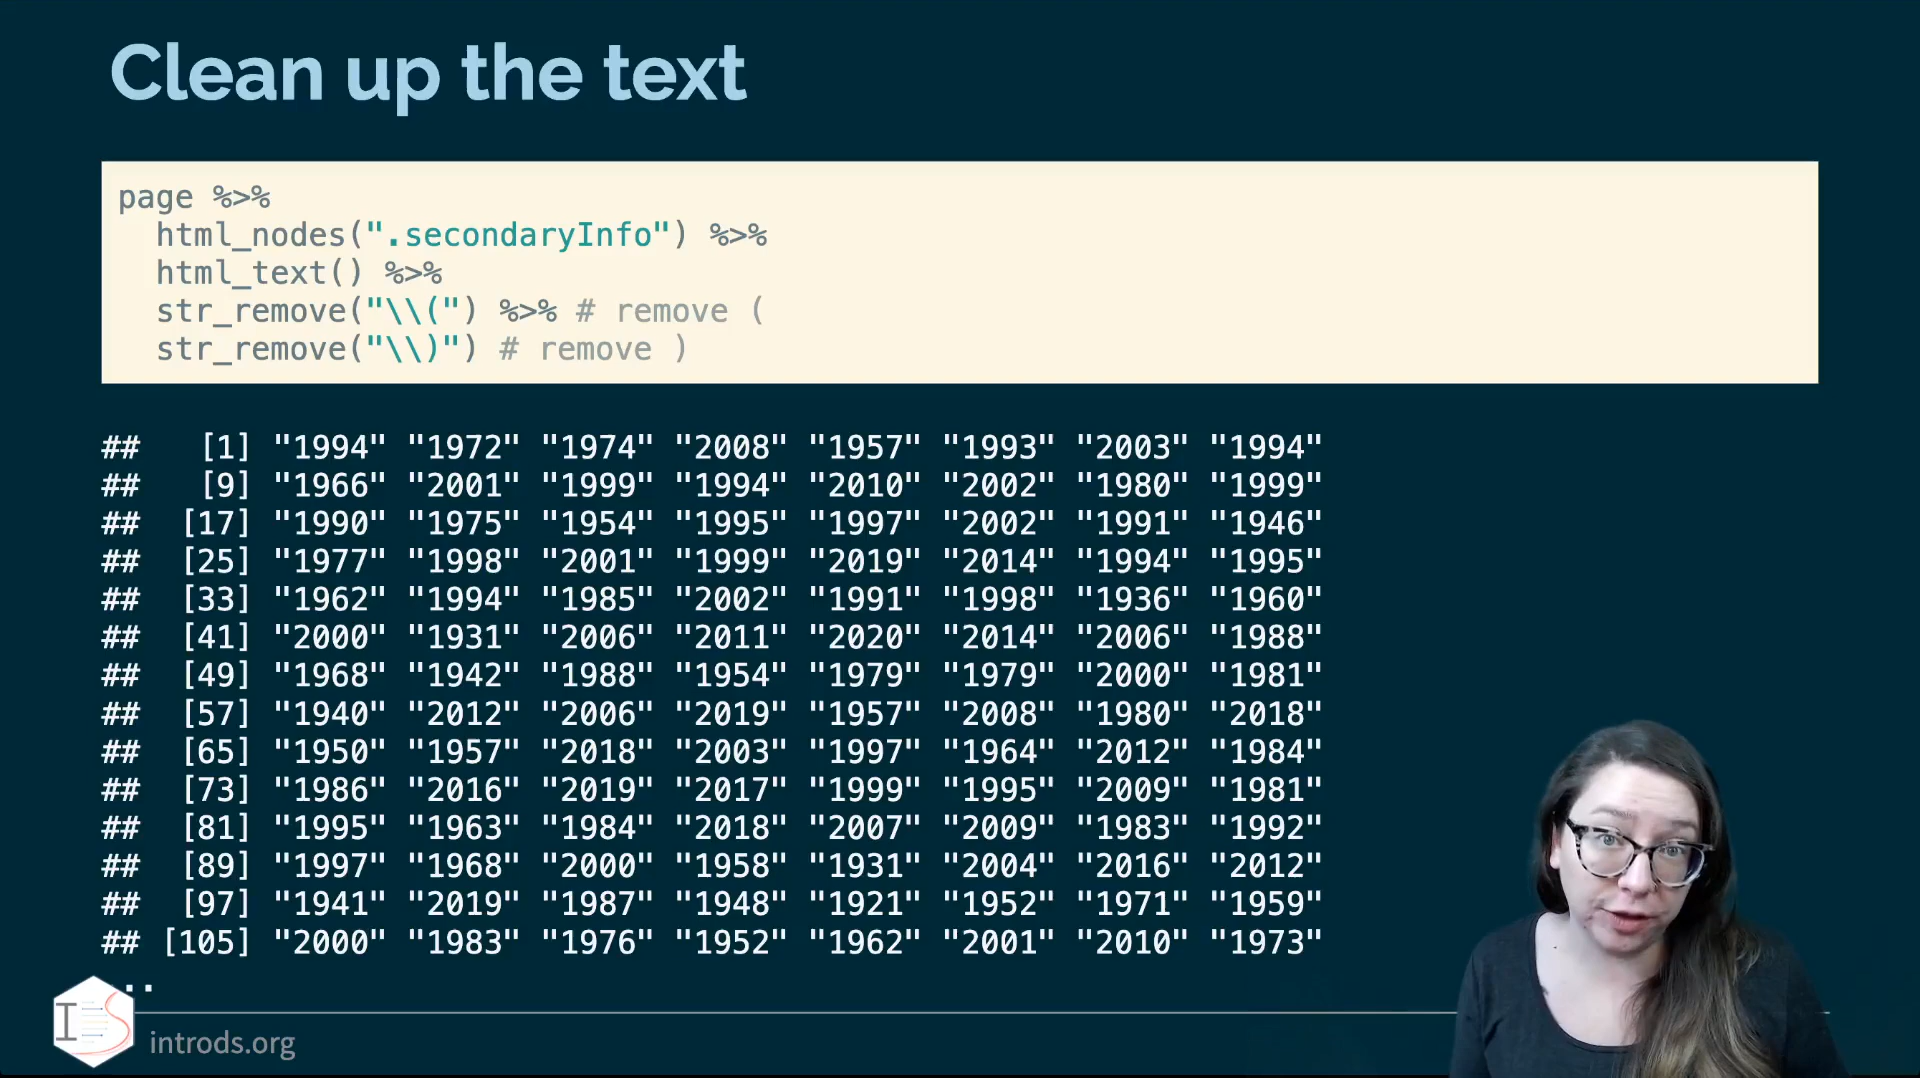 Clean up the text
page %>%
  html_nodes(".secondaryInfo") %>%
  html_text() %>%
  str_remove("\\(") %>% # remove (
  str_remove("\\)") # remove )
##   [1] "1994" "1972" "1974" "2008" "1957" "1993" "2003" "1994"
##   [9] "1966" "2001" "1999" "1994" "2010" "2002" "1980" "1999"
##  [17] "1990" "1975" "1954" "1995" "1997" "2002" "1991" "1946"
##  [25] "1977" "1998" "2001" "1999" "2019" "2014" "1994" "1995"
##  [33] "1962" "1994" "1985" "2002" "1991" "1998" "1936" "1960"
##  [41] "2000" "1931" "2006" "2011" "2020" "2014" "2006" "1988"
##  [49] "1968" "1942" "1988" "1954" "1979" "1979" "2000" "1981"
##  [57] "1940" "2012" "2006" "2019" "1957" "2008" "1980" "2018"
##  [65] "1950" "1957" "2018" "2003" "1997" "1964" "2012" "1984"
##  [73] "1986" "2016" "2019" "2017" "1999" "1995" "2009" "1981"
##  [81] "1995" "1963" "1984" "2018" "2007" "2009" "1983" "1992"
##  [89] "1997" "1968" "2000" "1958" "1931" "2004" "2016" "2012"
##  [97] "1941" "2019" "1987" "1948" "1921" "1952" "1971" "1959"
## [105] "2000" "1983" "1976" "1952" "1962" "2001" "2010" "1973"
..
IDS
introds.org